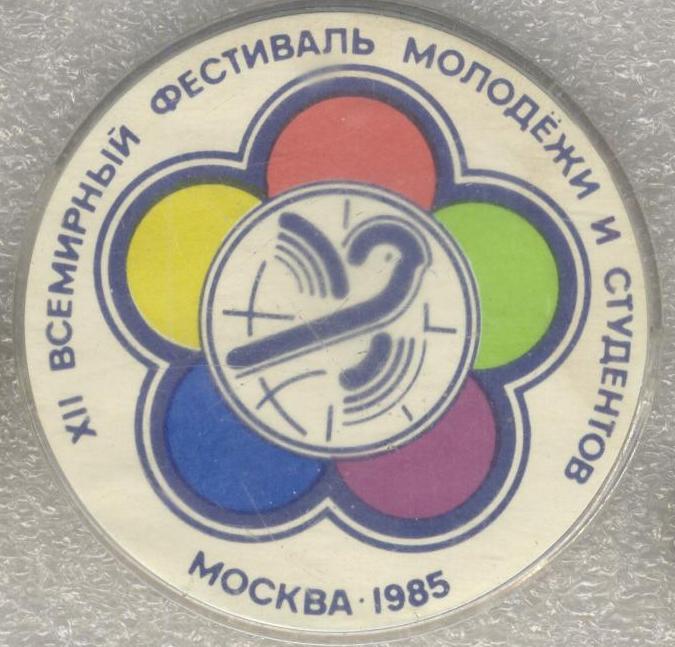 XII ВСЕМИРНЫЙ ФЕСТИВАЛЬ МОЛОДЁЖИ И СТУДЕНТОВ
МОСКВА · 1985